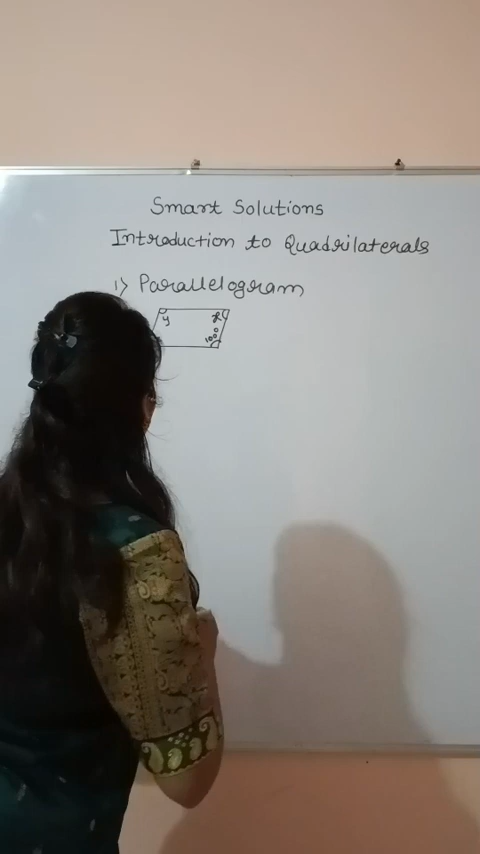 Smart Solutions
Introduction to Quadrilaterals
1) Parallelogram
y x
100°